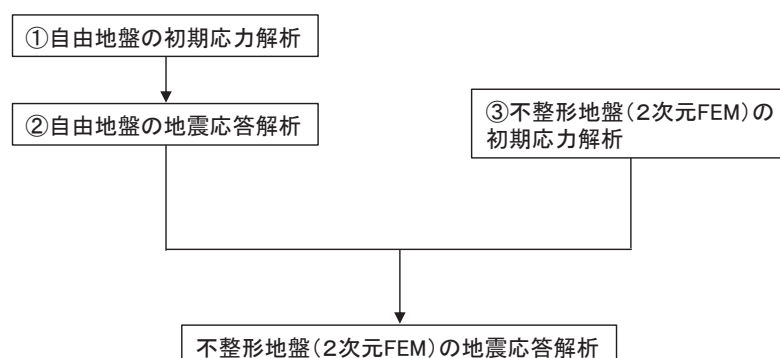 ①自由地盤の初期応力解析
②自由地盤の地震応答解析
③不整形地盤(2次元FEM)の
初期応力解析
不整形地盤(2次元FEM)の地震応答解析